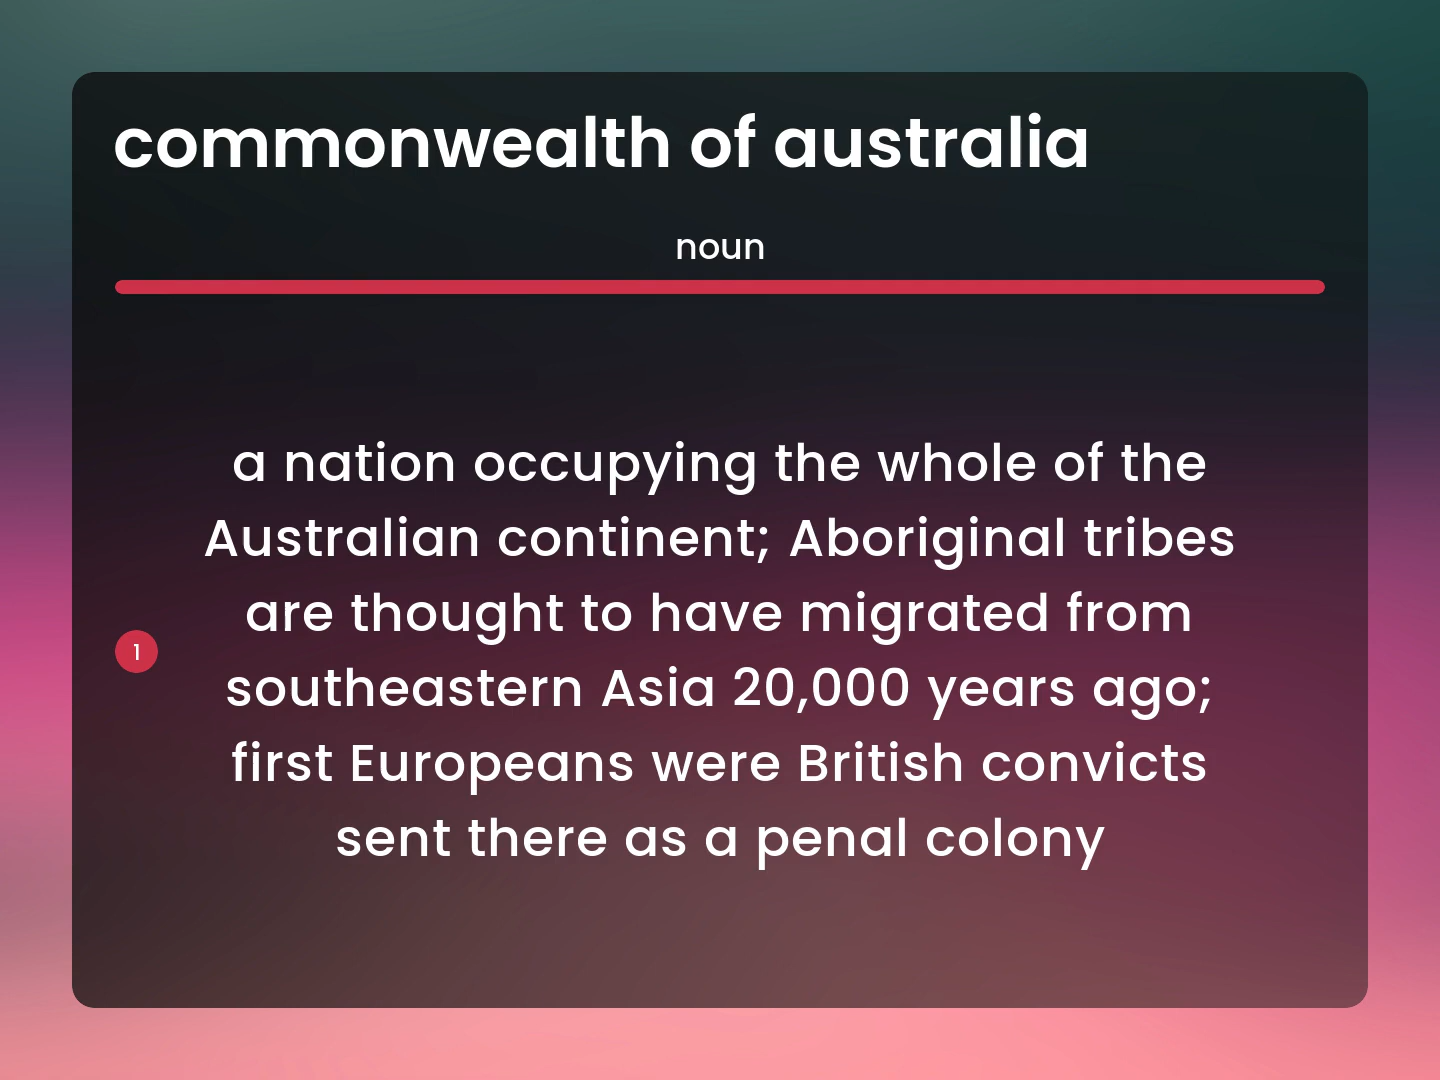 commonwealth of australia
noun
a nation occupying the whole of the
Australian continent; Aboriginal tribes
are thought to have migrated from
1
southeastern Asia 20,000 years ago;
first Europeans were British convicts
sent there as a penal colony